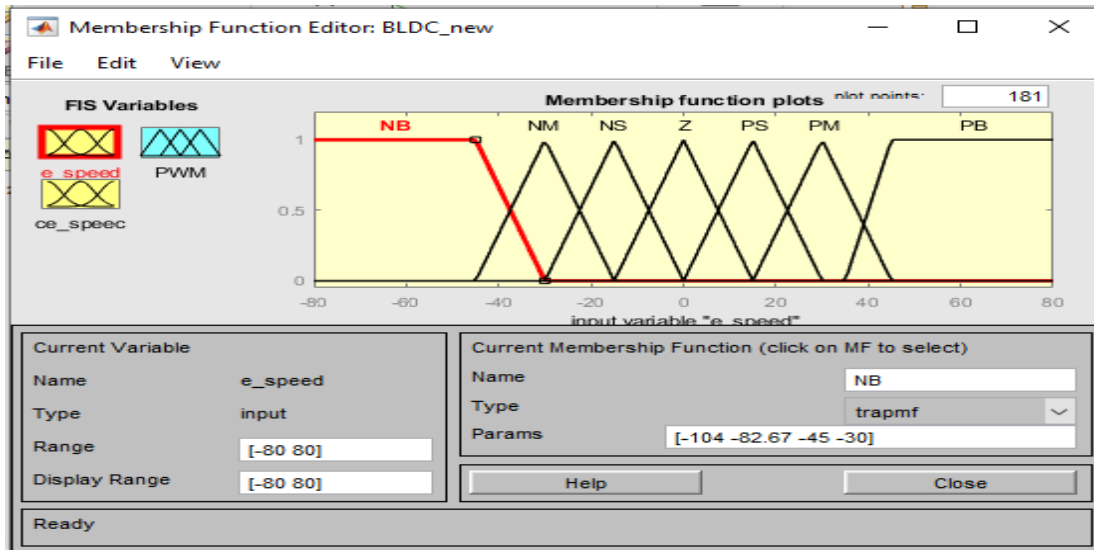 Membership Function Editor: BLDC_new
File Edit View
FIS Variables
e_speed
PWM
ce_speec
Membership function plots
plot points:
181
NB NM NS Z PS PM PB
1
0.5
0
-80 -60 -40 -20 0 20 40 60 80
input variable "e_speed"
Current Variable
Name e_speed
Type input
Range [-80 80]
Display Range [-80 80]
Current Membership Function (click on MF to select)
Name NB
Type trapmf
Params [-104 -82.67 -45 -30]
Help Close
Ready